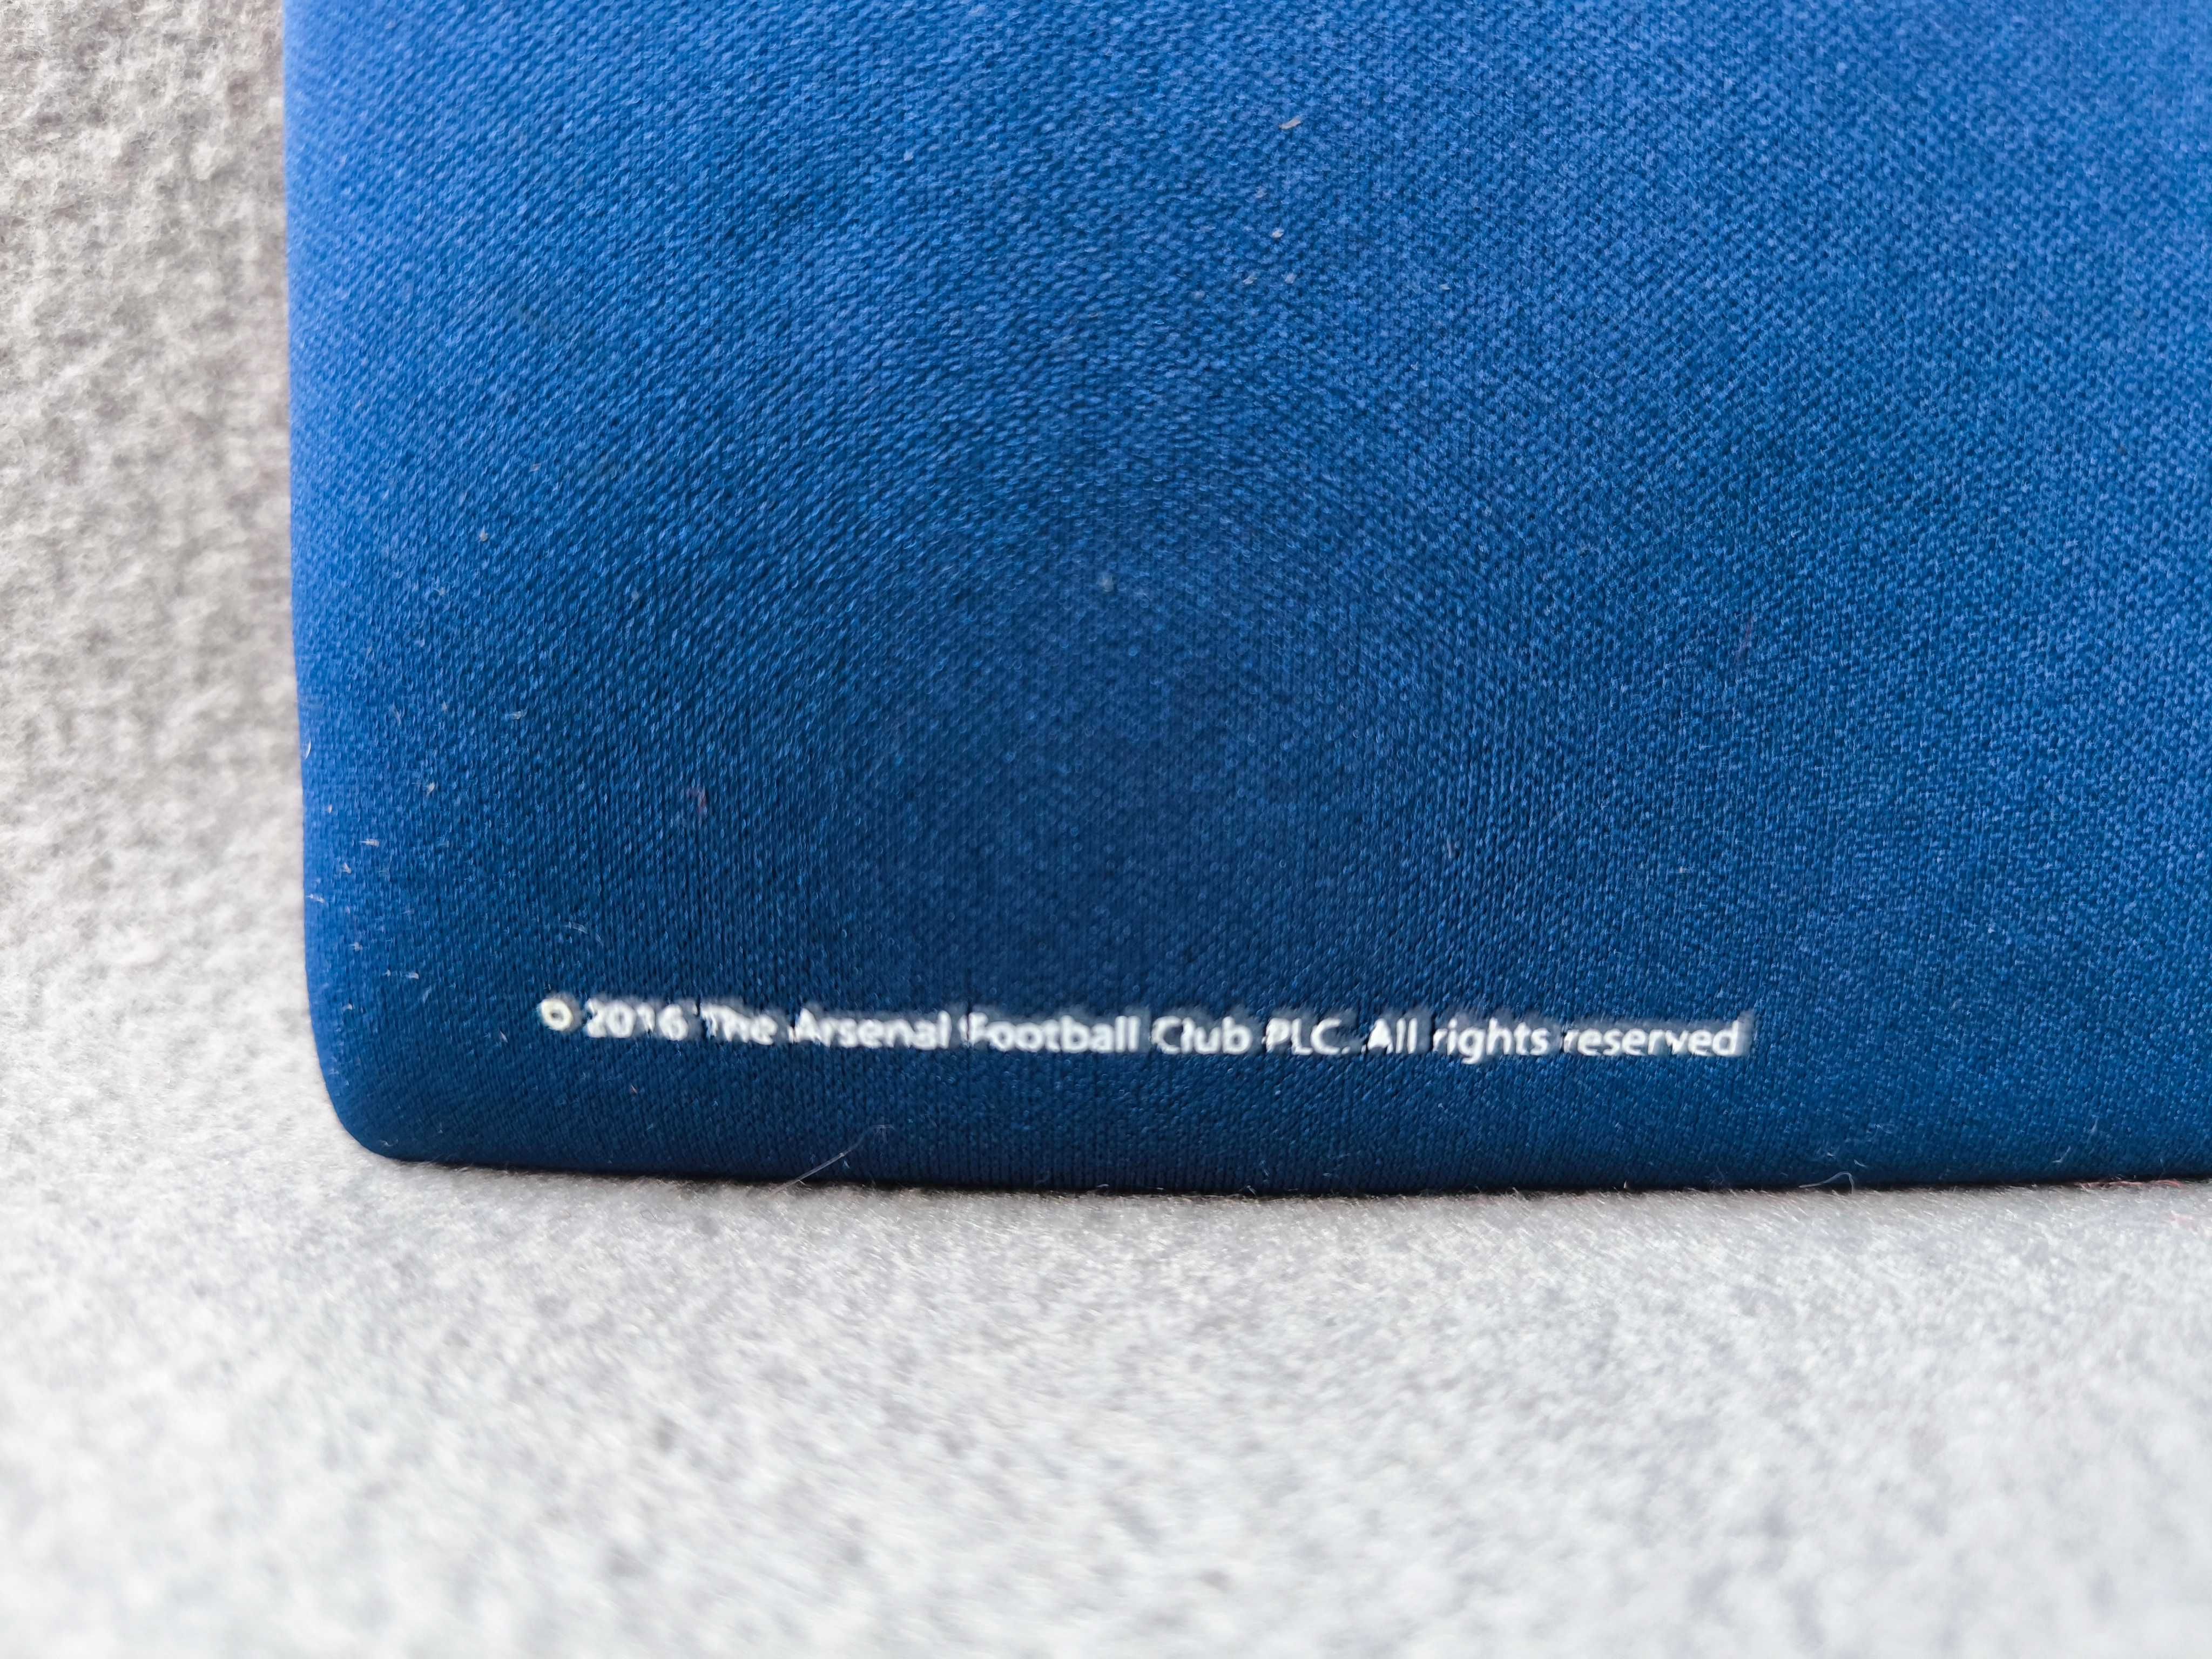 © 2016 The Arsenal Football Club PLC. All rights reserved